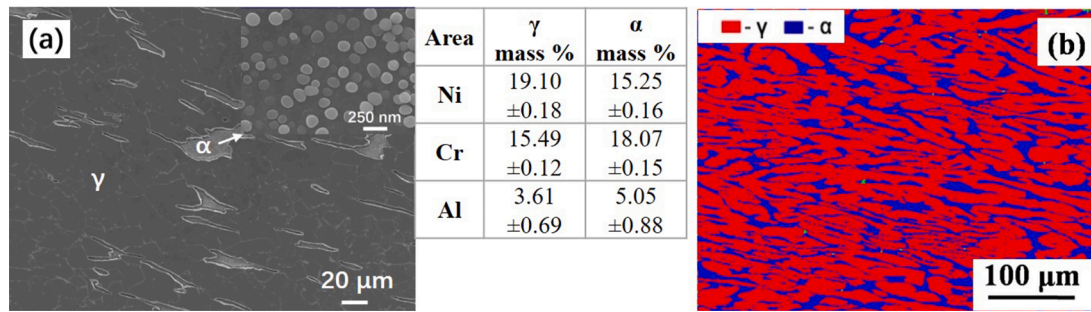 (a)
250 nm
α
γ
20 μm
Area γ mass % α mass %
Ni 19.10 ±0.18 15.25 ±0.16
Cr 15.49 ±0.12 18.07 ±0.15
Al 3.61 ±0.69 5.05 ±0.88
- γ - α
(b)
100 μm